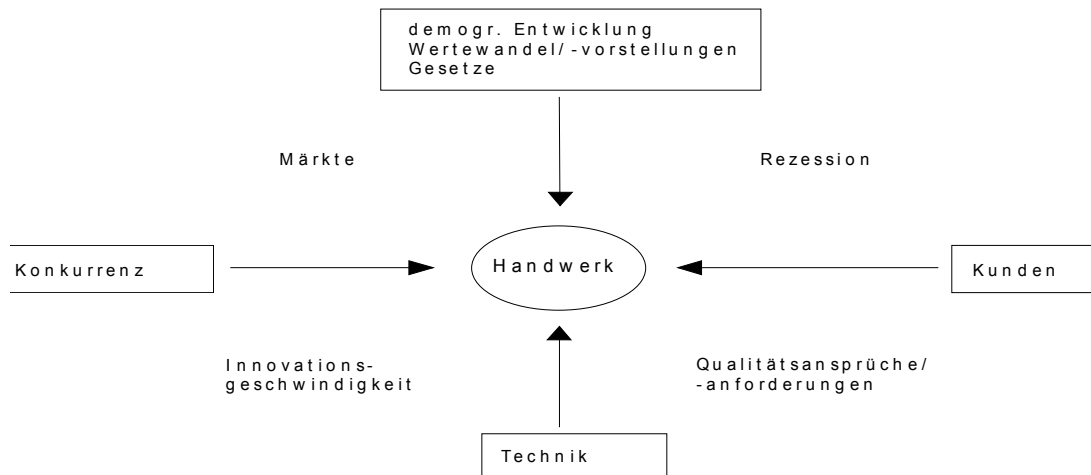 demogr. Entwicklung
Wertewandel/ -vorstellungen
Gesetze
Märkte
Rezession
Konkurrenz
Handwerk
Kunden
Innovations-
geschwindigkeit
Qualitätsansprüche/
-anforderungen
Technik